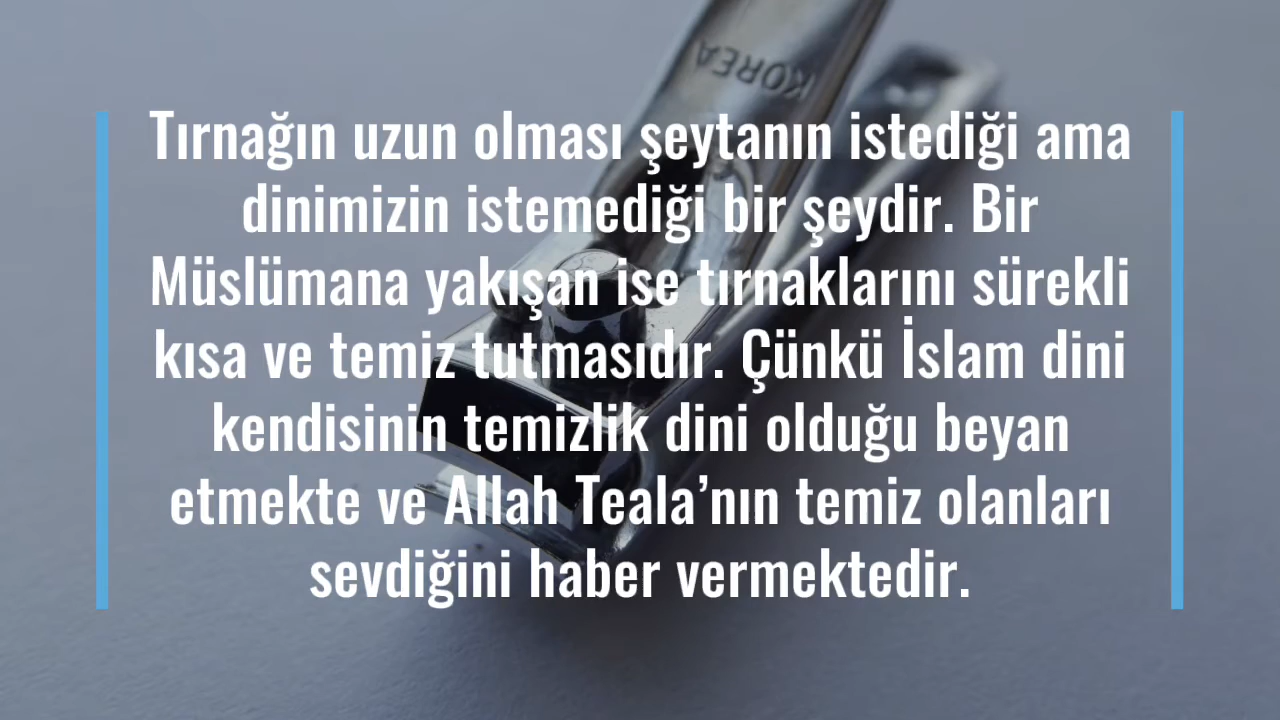 KOREA
Tırnağın uzun olması şeytanın istediği ama
dinimizin istemediği bir şeydir. Bir
Müslümana yakışan ise tırnaklarını sürekli
kısa ve temiz tutmasıdır. Çünkü İslam dini
kendisinin temizlik dini olduğu beyan
etmekte ve Allah Teala’nın temiz olanları
sevdiğini haber vermektedir.